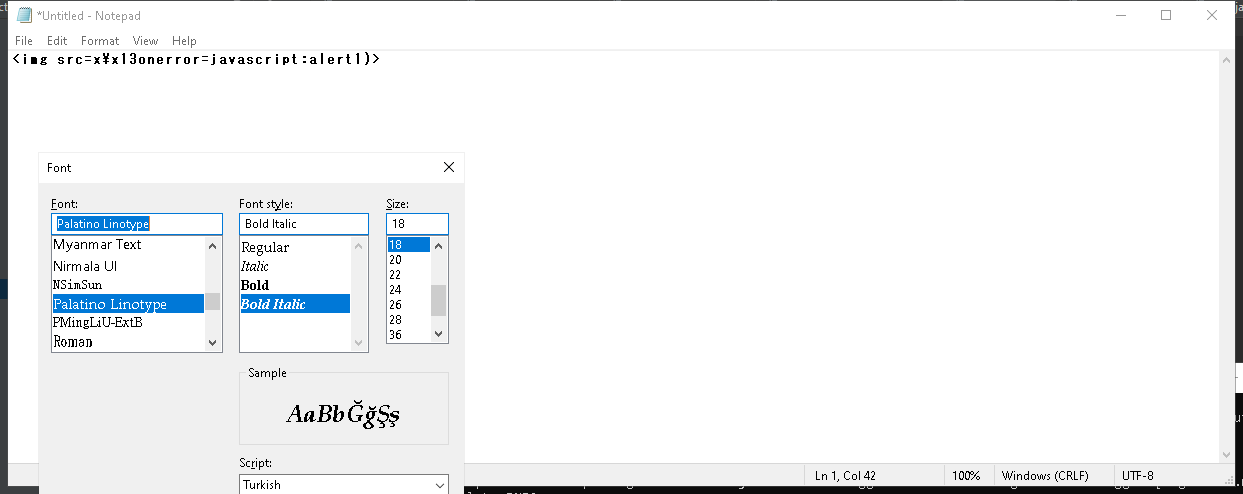 *Untitled - Notepad
File Edit Format View Help
<img src=x¥x13onerror=javascript:alert1)>
Font
Font: Font style: Size:
Palatino Linotype Bold Italic 18
Myanmar Text
Nirmala UI
NSimSun
Palatino Linotype
PMingLiU-ExtB
Roman
Regular
Italic
Bold
Bold Italic
18
20
22
24
26
28
36
Sample
AaBbĞğŞş
Script:
Turkish
Ln 1, Col 42 100% Windows (CRLF) UTF-8